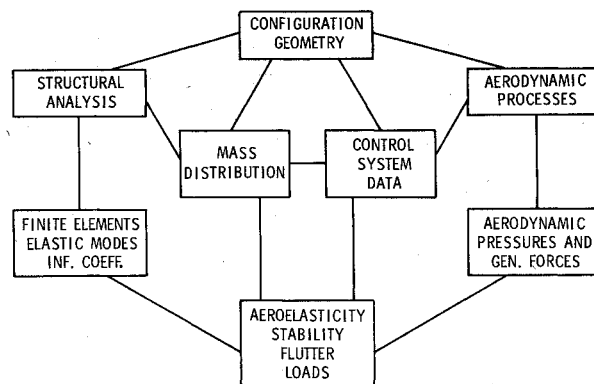 CONFIGURATION
GEOMETRY
STRUCTURAL
ANALYSIS
AERODYNAMIC
PROCESSES
MASS
DISTRIBUTION
CONTROL
SYSTEM
DATA
FINITE ELEMENTS
ELASTIC MODES
INF. COEFF.
AERODYNAMIC
PRESSURES AND
GEN. FORCES
AEROELASTICITY
STABILITY
FLUTTER
LOADS